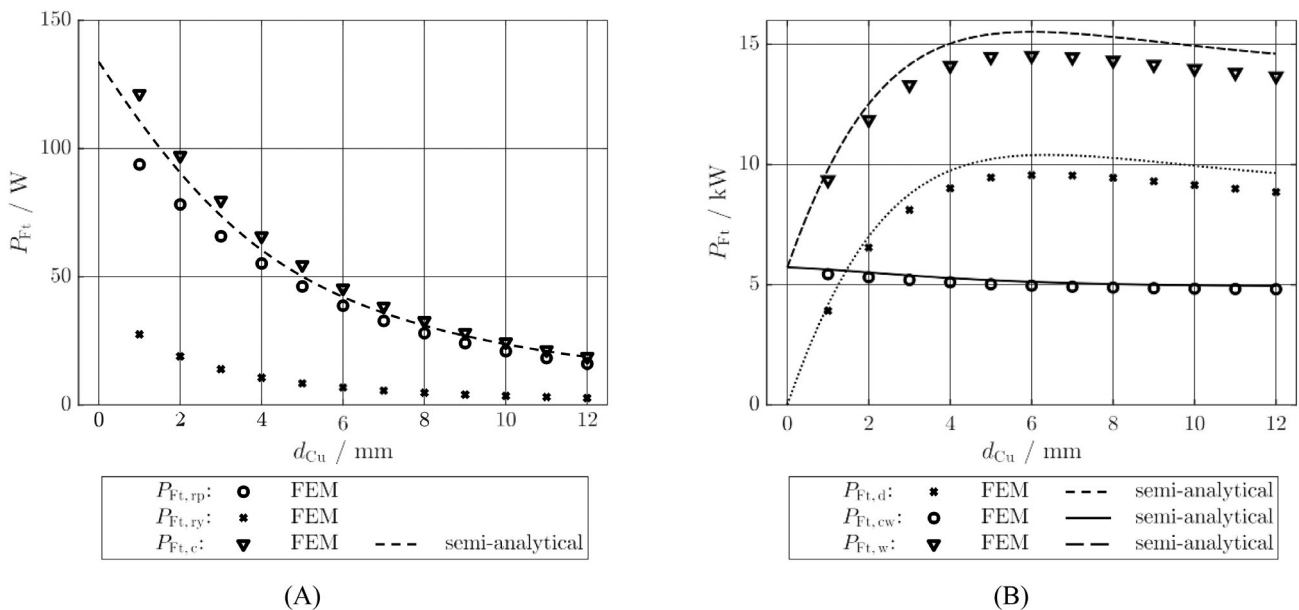 150
100
50
0
P_Ft / W
0 2 4 6 8 10 12
d_Cu / mm
P_Ft, rp: FEM
P_Ft, ry: FEM
P_Ft, c: FEM semi-analytical
(A)
15
10
5
0
P_Ft / kW
0 2 4 6 8 10 12
d_Cu / mm
P_Ft, d: FEM semi-analytical
P_Ft, cw: FEM semi-analytical
P_Ft, w: FEM semi-analytical
(B)